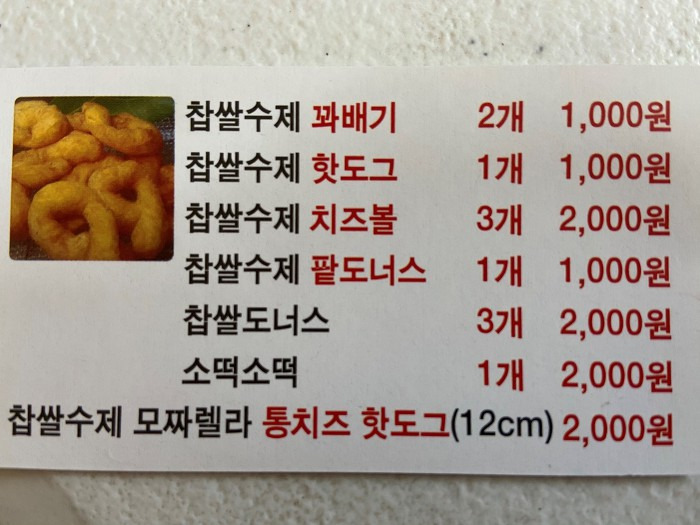 찹쌀수제 꽈배기 2개 1,000원
찹쌀수제 핫도그 1개 1,000원
찹쌀수제 치즈볼 3개 2,000원
찹쌀수제 팥도너스 1개 1,000원
찹쌀도너스 3개 2,000원
소떡소떡 1개 2,000원
찹쌀수제 모짜렐라 통치즈 핫도그(12cm) 2,000원